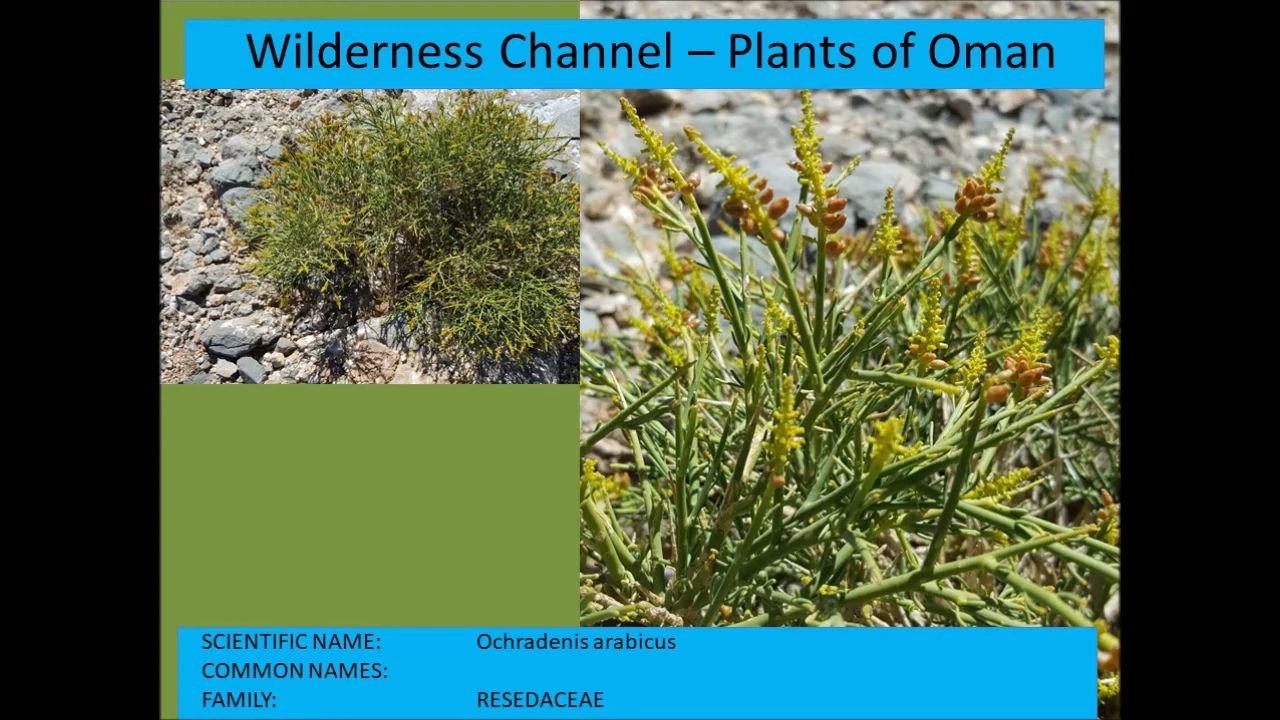 Wilderness Channel – Plants of Oman
SCIENTIFIC NAME: Ochradenis arabicus
COMMON NAMES:
FAMILY: RESEDACEAE